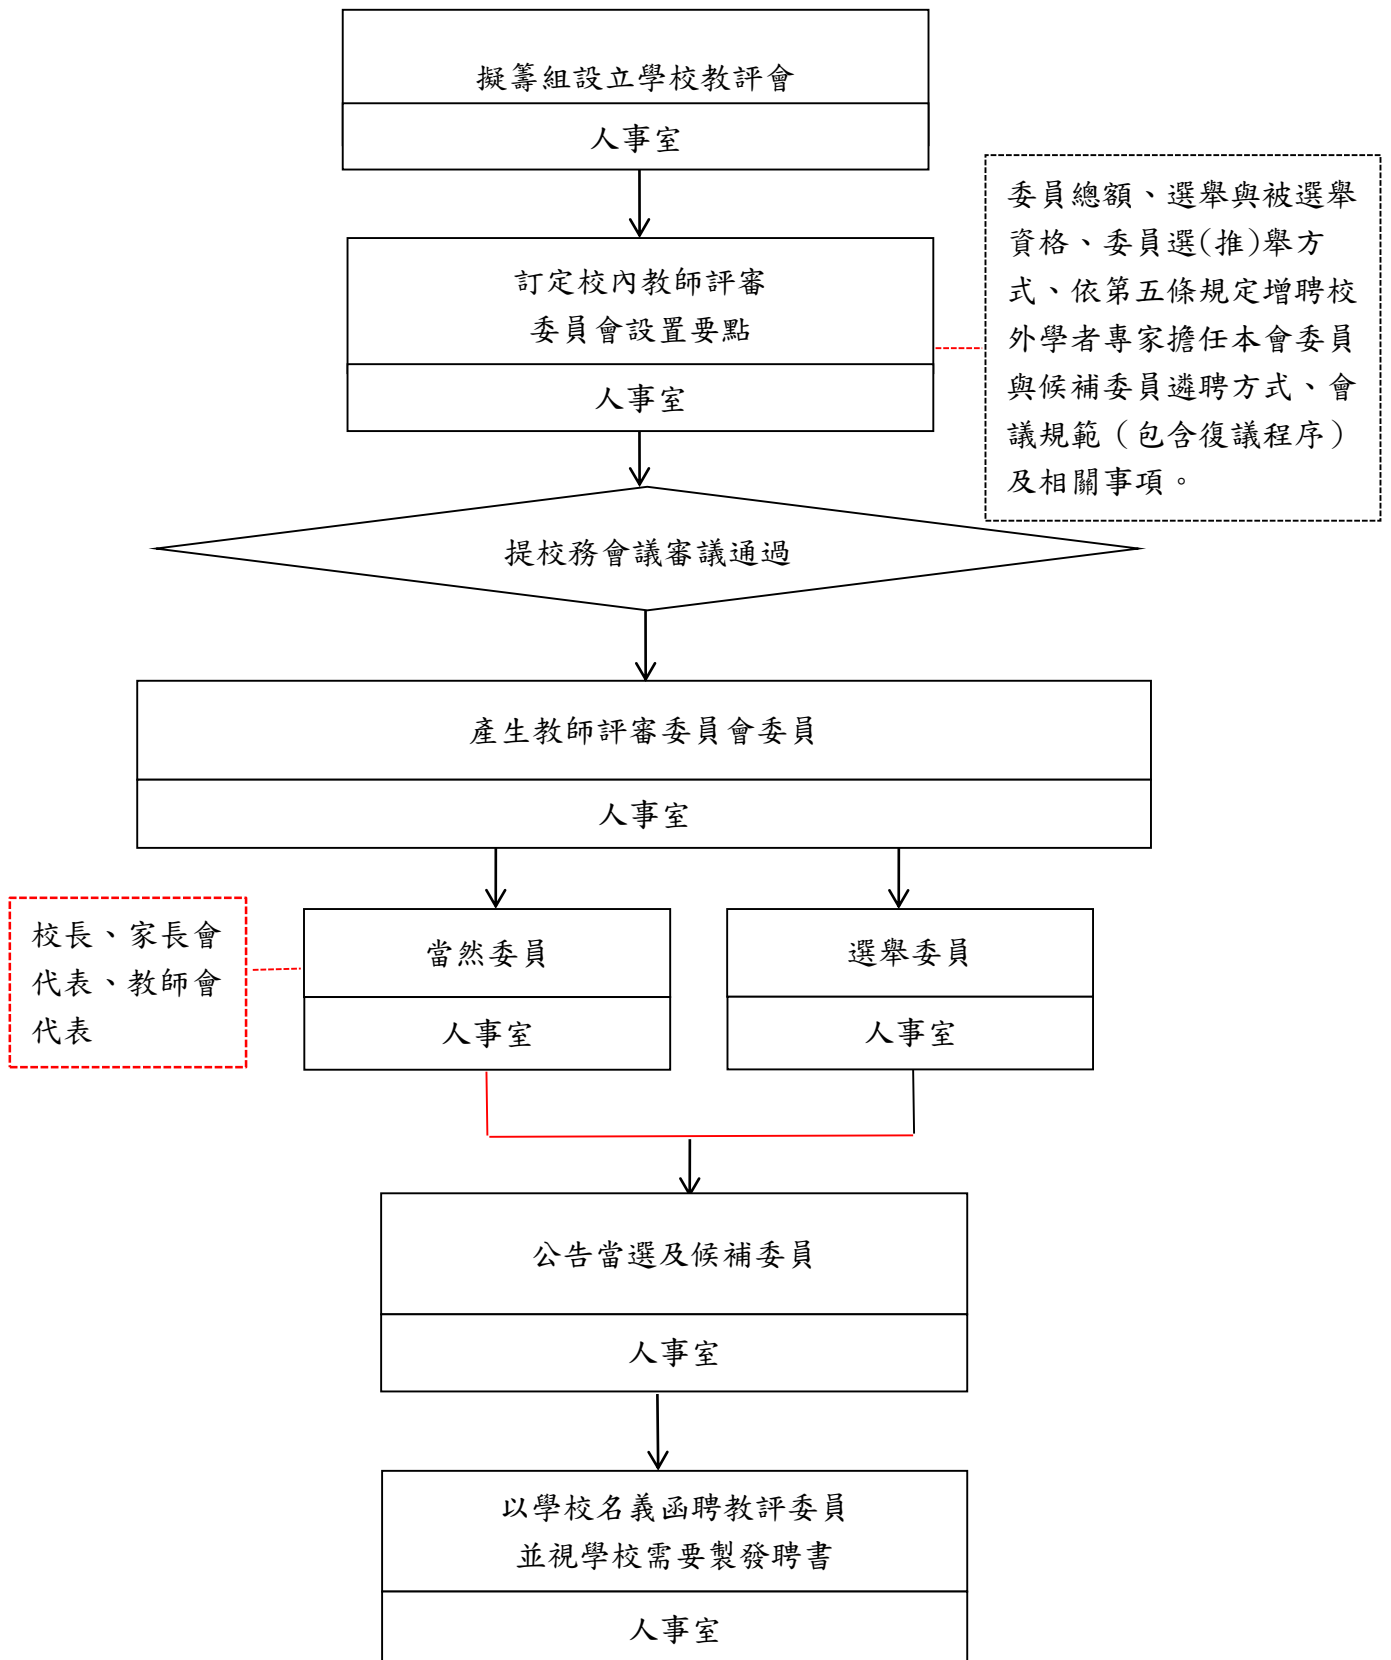 擬籌組設立學校教評會
人事室
訂定校內教師評審
委員會設置要點
人事室
委員總額、選舉與被選舉
資格、委員選(推)舉方
式、依第五條規定增聘校
外學者專家擔任本會委員
與候補委員遴聘方式、會
議規範（包含復議程序）
及相關事項。
提校務會議審議通過
產生教師評審委員會委員
人事室
校長、家長會
代表、教師會
代表
當然委員
人事室
選舉委員
人事室
公告當選及候補委員
人事室
以學校名義函聘教評委員
並視學校需要製發聘書
人事室